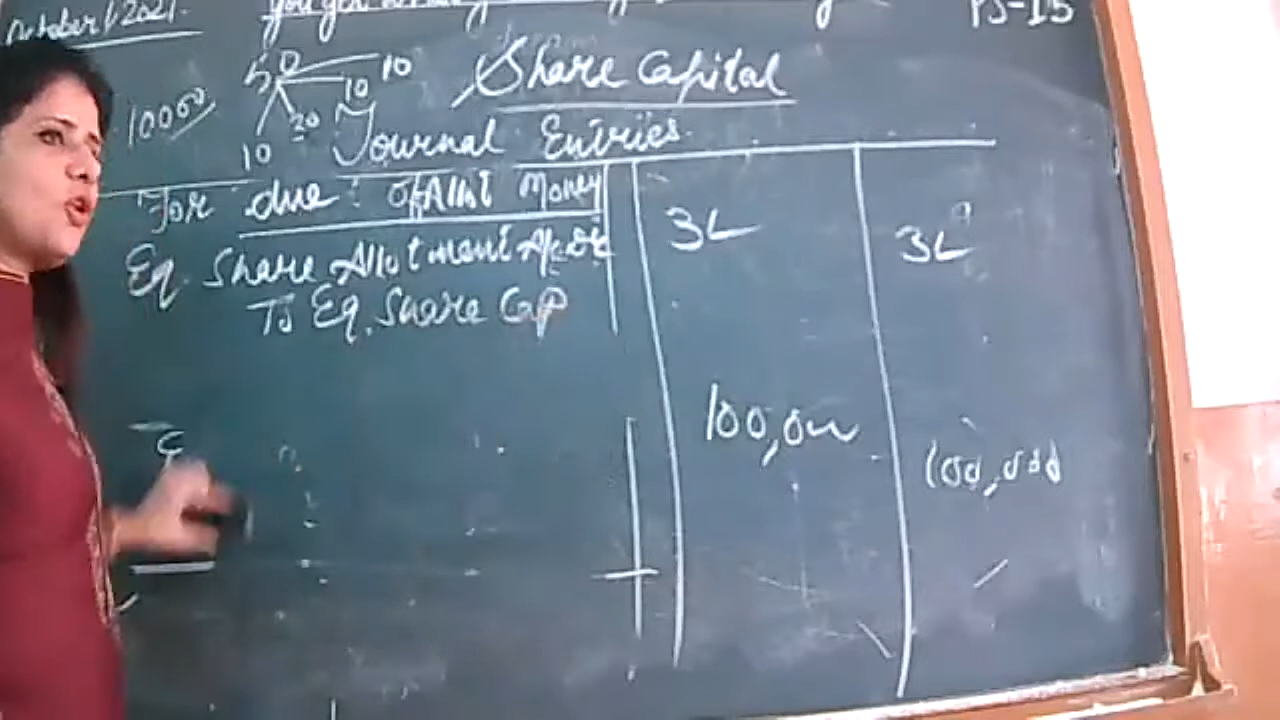 October/2021.
you
PS-15
50 10
Share Capital
10000
10
20
10
Journal Entries
For due: Of Allot Money
Eq. Share Allotment A/c Dr
3L
3L
To Eq. Share Cap
100,000
100,000